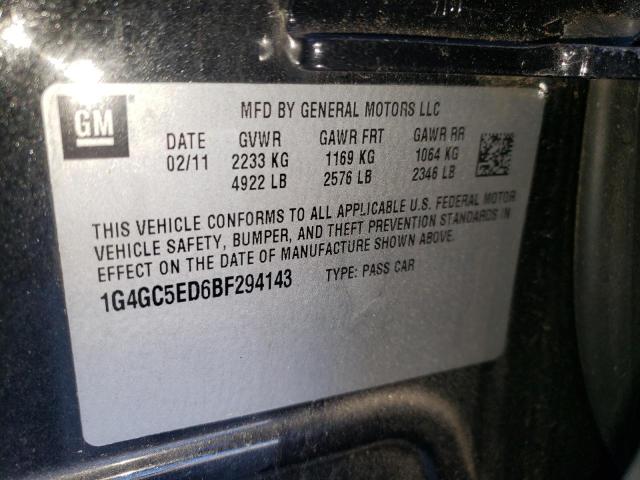 GM
MFD BY GENERAL MOTORS LLC
DATE GVWR GAWR FRT GAWR RR
02/11 2233 KG 1169 KG 1064 KG
4922 LB 2576 LB 2346 LB
THIS VEHICLE CONFORMS TO ALL APPLICABLE U.S. FEDERAL MOTOR
VEHICLE SAFETY, BUMPER, AND THEFT PREVENTION STANDARDS IN
EFFECT ON THE DATE OF MANUFACTURE SHOWN ABOVE.
1G4GC5ED6BF294143 TYPE: PASS CAR